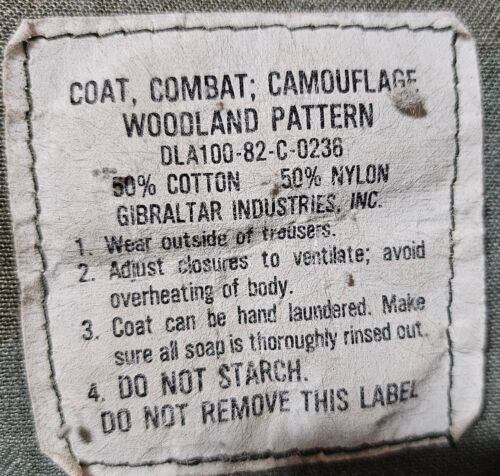 COAT, COMBAT; CAMOUFLAGE
WOODLAND PATTERN
DLA100-82-C-0236
50% COTTON 50% NYLON
GIBRALTAR INDUSTRIES, INC.
1. Wear outside of trousers.
2. Adjust closures to ventilate; avoid
overheating of body.
3. Coat can be hand laundered. Make
sure all soap is thoroughly rinsed out.
4. DO NOT STARCH.
DO NOT REMOVE THIS LABEL